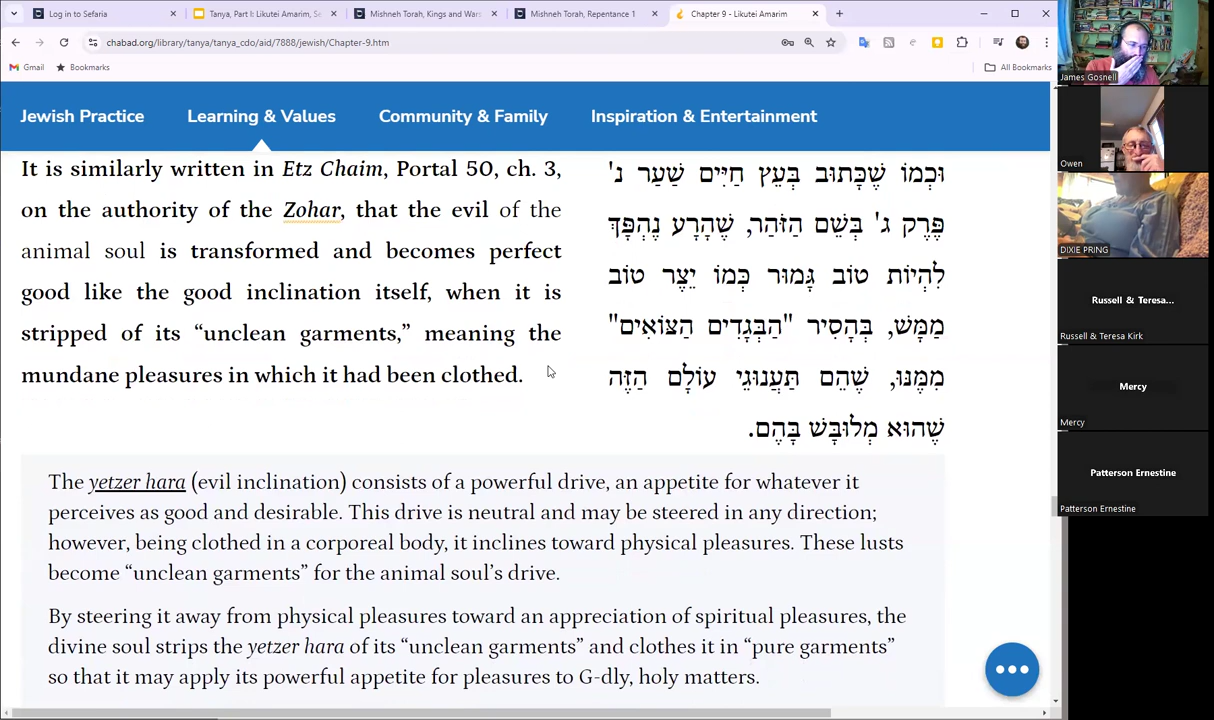 Log in to Sefaria
Tanya, Part I; Likutei Amarim, Se
Mishneh Torah, Kings and Wars
Mishneh Torah, Repentance 1
Chapter 9 - Likutei Amarim
chabad.org/library/tanya/tanya_cdo/aid/7888/jewish/Chapter-9.htm
Gmail
Bookmarks
All Bookmarks
Jewish Practice
Learning & Values
Community & Family
Inspiration & Entertainment
It is similarly written in Etz Chaim, Portal 50, ch. 3,
on the authority of the Zohar, that the evil of the
animal soul is transformed and becomes perfect
good like the good inclination itself, when it is
stripped of its “unclean garments,” meaning the
mundane pleasures in which it had been clothed.
וּכְמוֹ שֶׁכָּתוּב בְּעֵץ חַיִּים שַׁעַר נ'
פֶּרֶק ג' בְּשֵׁם הַזֹּהַר, שֶׁהָרָע נֶהְפָּךְ
לִהְיוֹת טוֹב גָּמוּר כְּמוֹ יֵצֶר טוֹב
מַמָּשׁ, בְּהָסִיר "הַבְּגָדִים הַצּוֹאִים"
מִמֶּנּוּ, שֶׁהֵם תַּעֲנוּגֵי עוֹלָם הַזֶּה
שֶׁהוּא מְלוּבָּשׁ בָּהֶם.
The yetzer hara (evil inclination) consists of a powerful drive, an appetite for whatever it
perceives as good and desirable. This drive is neutral and may be steered in any direction;
however, being clothed in a corporeal body, it inclines toward physical pleasures. These lusts
become “unclean garments” for the animal soul’s drive.
By steering it away from physical pleasures toward an appreciation of spiritual pleasures, the
divine soul strips the yetzer hara of its “unclean garments” and clothes it in “pure garments”
so that it may apply its powerful appetite for pleasures to G-dly, holy matters.
James Gosnell
Owen
DIXIE PRING
Russell & Teresa...
Russell & Teresa Kirk
Mercy
Mercy
Patterson Ernestine
Patterson Ernestine